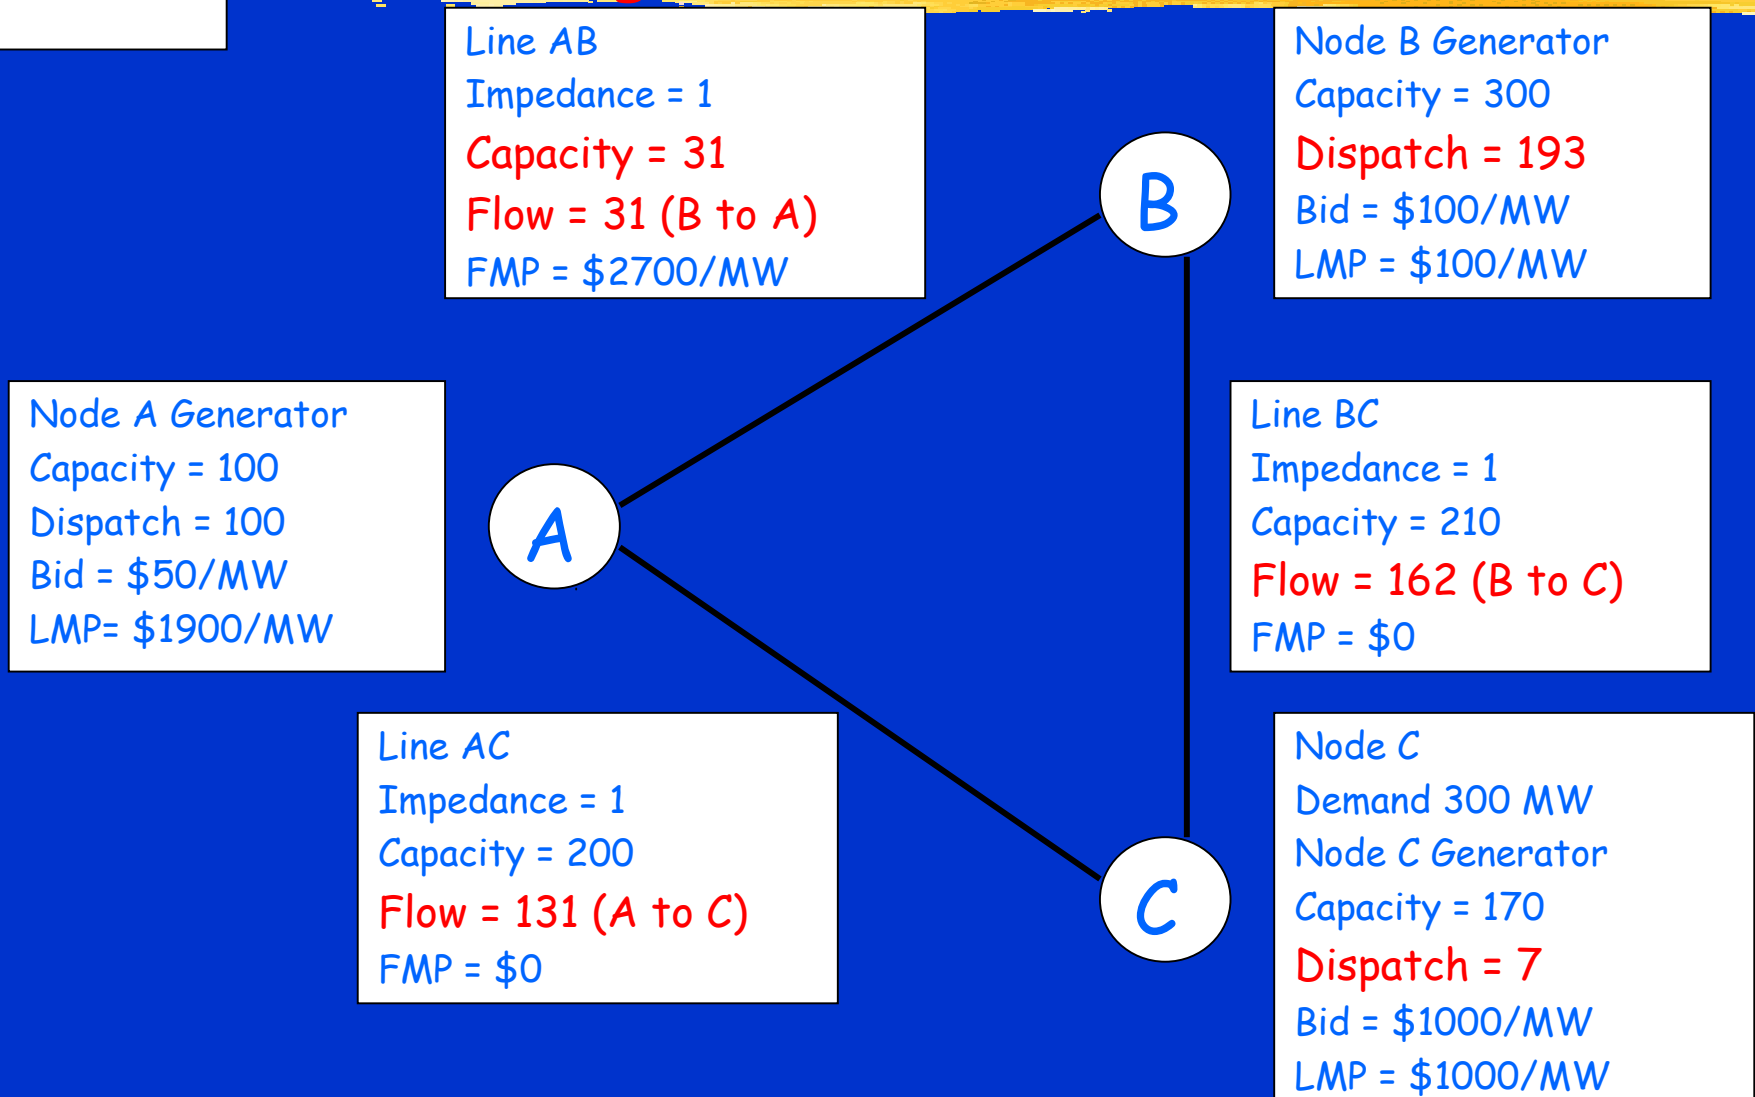 Line AB
Impedance = 1
Capacity = 31
Flow = 31 (B to A)
FMP = $2700/MW
Node B Generator
Capacity = 300
Dispatch = 193
Bid = $100/MW
LMP = $100/MW
B
Node A Generator
Capacity = 100
Dispatch = 100
Bid = $50/MW
LMP= $1900/MW
A
Line BC
Impedance = 1
Capacity = 210
Flow = 162 (B to C)
FMP = $0
Line AC
Impedance = 1
Capacity = 200
Flow = 131 (A to C)
FMP = $0
C
Node C
Demand 300 MW
Node C Generator
Capacity = 170
Dispatch = 7
Bid = $1000/MW
LMP = $1000/MW